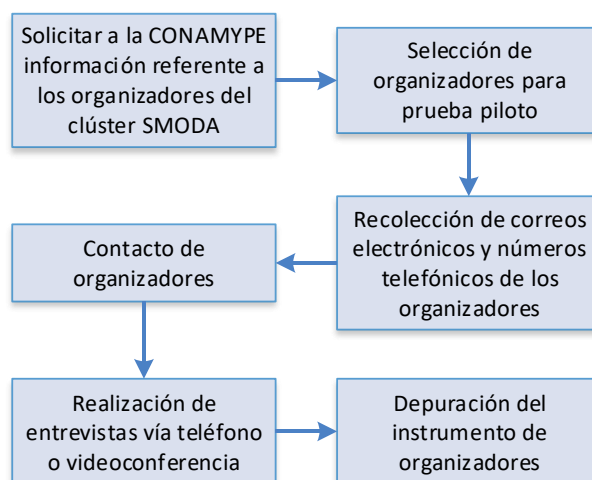 Solicitar a la CONAMYPE
información referente a
los organizadores del
clúster SMODA
Selección de
organizadores para
prueba piloto
Recolección de correos
electrónicos y números
telefónicos de los
organizadores
Contacto de
organizadores
Realización de
entrevistas vía teléfono
o videoconferencia
Depuración del
instrumento de
organizadores